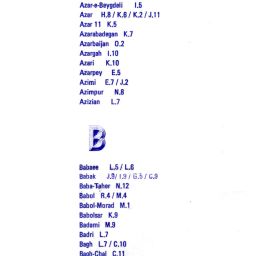 Azar-e-Beygdeli I.5
Azar H.8 / K.6 / K.2 / J.11
Azar 11 K.5
Azarabadegan K.7
Azarbaijan O.2
Azargah I.10
Azari K.10
Azarpey E.5
Azimi E.7 / J.2
Azimpur N.8
Azizian L.7
B
Babaee L.5 / L.6
Babak J.9 / I.9 / G.5 / G.9
Baba-Taher N.12
Babol R.4 / M.4
Babol-Morad M.1
Babolsar K.9
Badami M.9
Badri L.7
Bagh L.7 / C.10
Bagh-Chal C.11